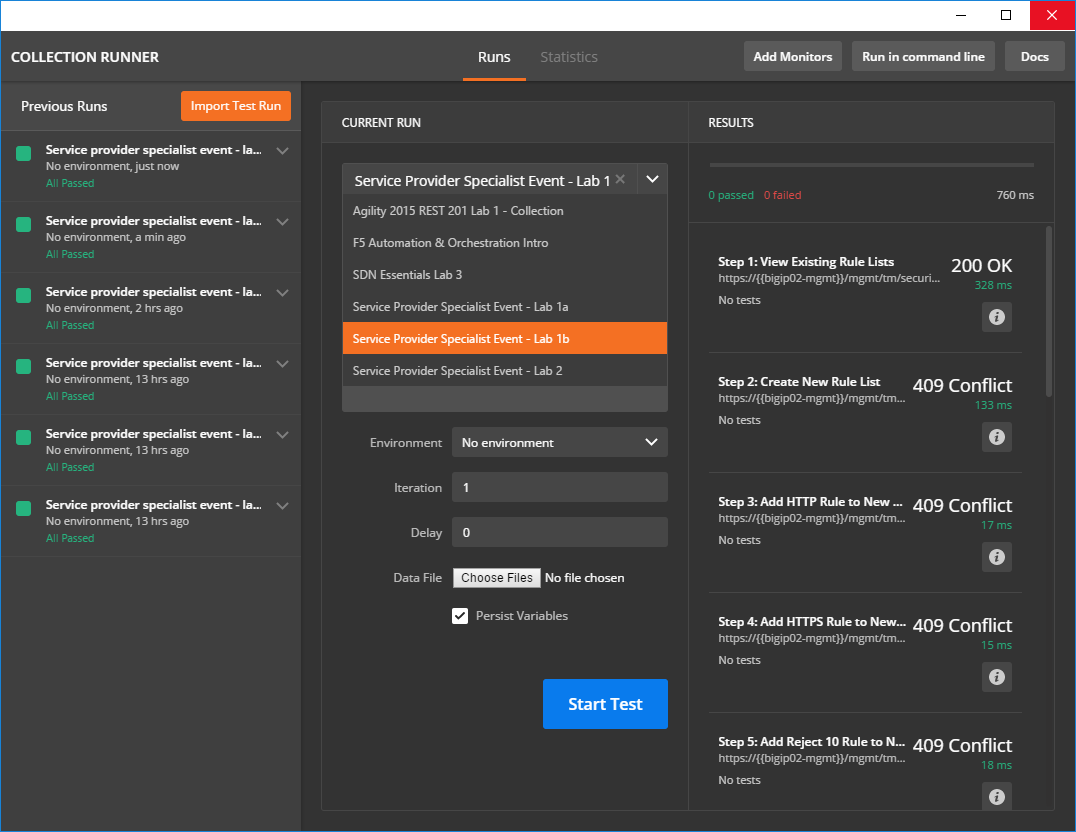 COLLECTION RUNNER
Runs
Statistics
Add Monitors
Run in command line
Docs
Previous Runs
Import Test Run
Service provider specialist event - la...
No environment, just now
All Passed
Service provider specialist event - la...
No environment, a min ago
All Passed
Service provider specialist event - la...
No environment, 2 hrs ago
All Passed
Service provider specialist event - la...
No environment, 13 hrs ago
All Passed
Service provider specialist event - la...
No environment, 13 hrs ago
All Passed
Service provider specialist event - la...
No environment, 13 hrs ago
All Passed
CURRENT RUN
Service Provider Specialist Event - Lab 1
Agility 2015 REST 201 Lab 1 - Collection
F5 Automation & Orchestration Intro
SDN Essentials Lab 3
Service Provider Specialist Event - Lab 1a
Service Provider Specialist Event - Lab 1b
Service Provider Specialist Event - Lab 2
Environment
No environment
Iteration
1
Delay
0
Data File
Choose Files No file chosen
Persist Variables
Start Test
RESULTS
0 passed 0 failed
760 ms
Step 1: View Existing Rule Lists
200 OK
https://{{bigip02-mgmt}}/mgmt/tm/securi...
328 ms
No tests
Step 2: Create New Rule List
409 Conflict
https://{{bigip02-mgmt}}/mgmt/tm...
133 ms
No tests
Step 3: Add HTTP Rule to New ...
409 Conflict
https://{{bigip02-mgmt}}/mgmt/tm...
17 ms
No tests
Step 4: Add HTTPS Rule to New...
409 Conflict
https://{{bigip02-mgmt}}/mgmt/tm...
15 ms
No tests
Step 5: Add Reject 10 Rule to N...
409 Conflict
https://{{bigip02-mgmt}}/mgmt/tm...
18 ms
No tests